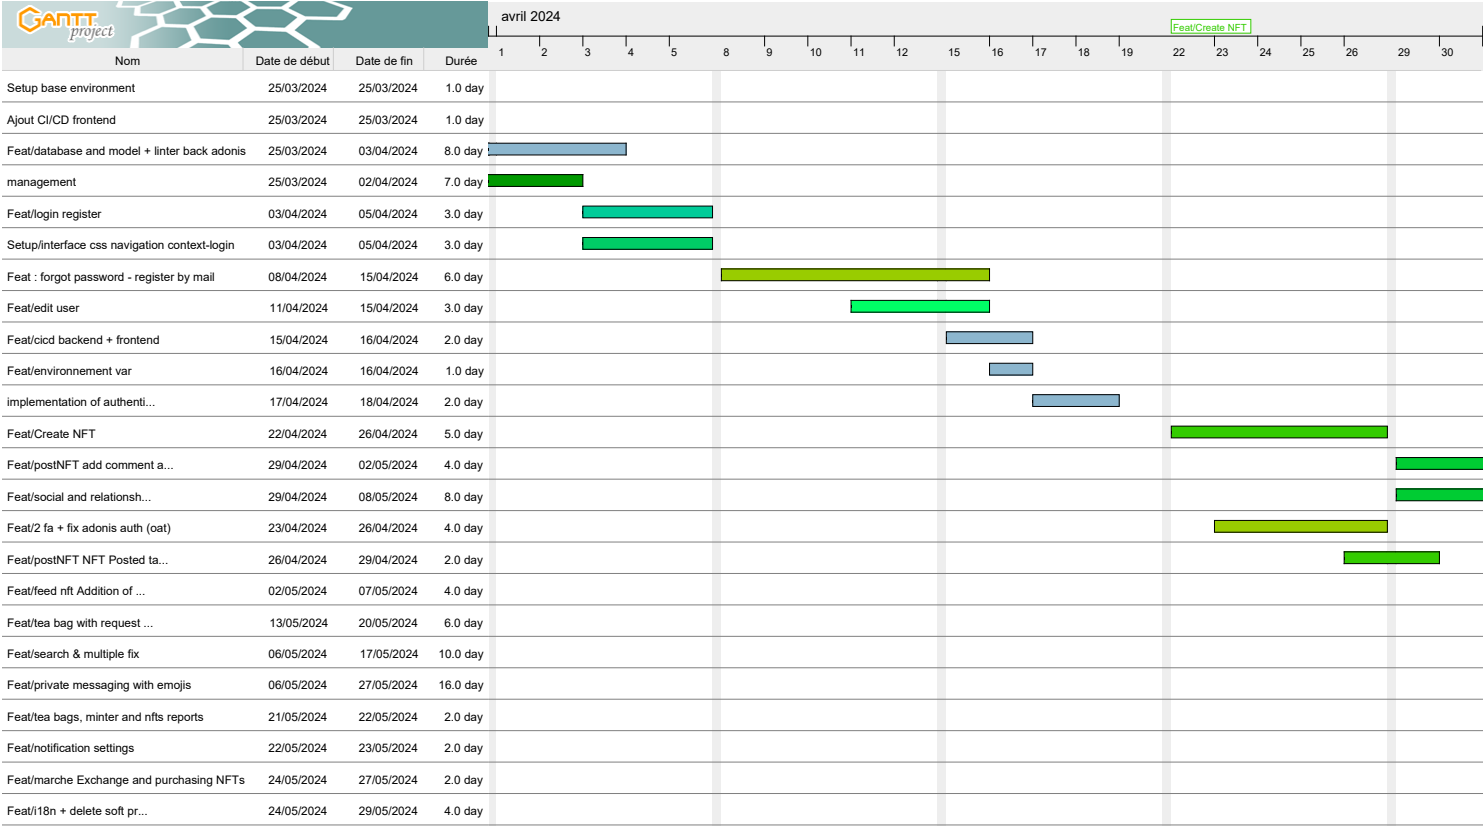 GANTT
project
avril 2024
Feat/Create NFT
1 2 3 4 5 8 9 10 11 12 15 16 17 18 19 22 23 24 25 26 29 30
Nom Date de début Date de fin Durée
Setup base environment 25/03/2024 25/03/2024 1.0 day
Ajout CI/CD frontend 25/03/2024 25/03/2024 1.0 day
Feat/database and model + linter back adonis 25/03/2024 03/04/2024 8.0 day
management 25/03/2024 02/04/2024 7.0 day
Feat/login register 03/04/2024 05/04/2024 3.0 day
Setup/interface css navigation context-login 03/04/2024 05/04/2024 3.0 day
Feat : forgot password - register by mail 08/04/2024 15/04/2024 6.0 day
Feat/edit user 11/04/2024 15/04/2024 3.0 day
Feat/cicd backend + frontend 15/04/2024 16/04/2024 2.0 day
Feat/environnement var 16/04/2024 16/04/2024 1.0 day
implementation of authenti... 17/04/2024 18/04/2024 2.0 day
Feat/Create NFT 22/04/2024 26/04/2024 5.0 day
Feat/postNFT add comment a... 29/04/2024 02/05/2024 4.0 day
Feat/social and relationsh... 29/04/2024 08/05/2024 8.0 day
Feat/2 fa + fix adonis auth (oat) 23/04/2024 26/04/2024 4.0 day
Feat/postNFT NFT Posted ta... 26/04/2024 29/04/2024 2.0 day
Feat/feed nft Addition of ... 02/05/2024 07/05/2024 4.0 day
Feat/tea bag with request ... 13/05/2024 20/05/2024 6.0 day
Feat/search & multiple fix 06/05/2024 17/05/2024 10.0 day
Feat/private messaging with emojis 06/05/2024 27/05/2024 16.0 day
Feat/tea bags, minter and nfts reports 21/05/2024 22/05/2024 2.0 day
Feat/notification settings 22/05/2024 23/05/2024 2.0 day
Feat/marche Exchange and purchasing NFTs 24/05/2024 27/05/2024 2.0 day
Feat/i18n + delete soft pr... 24/05/2024 29/05/2024 4.0 day